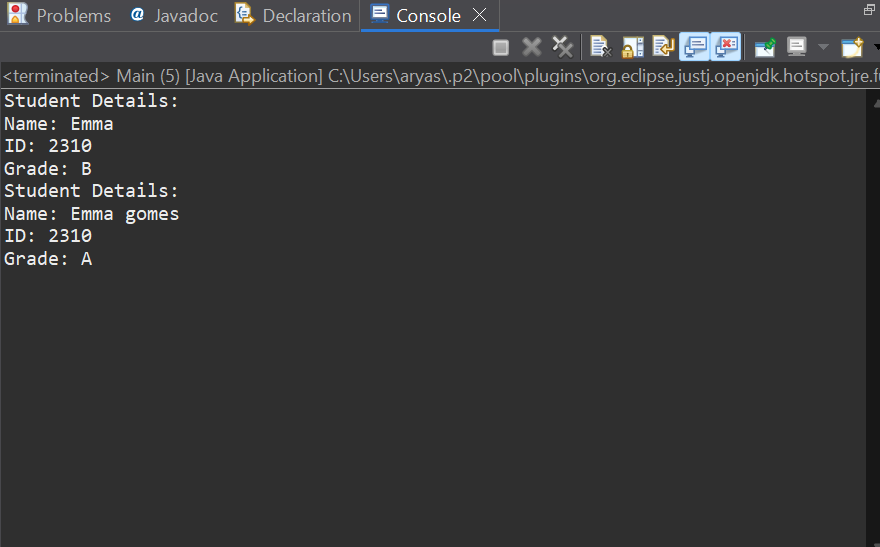 Problems @ Javadoc Declaration Console
<terminated> Main (5) [Java Application] C:\Users\aryas\.p2\pool\plugins\org.eclipse.justj.openjdk.hotspot.jre.fu
Student Details:
Name: Emma
ID: 2310
Grade: B
Student Details:
Name: Emma gomes
ID: 2310
Grade: A